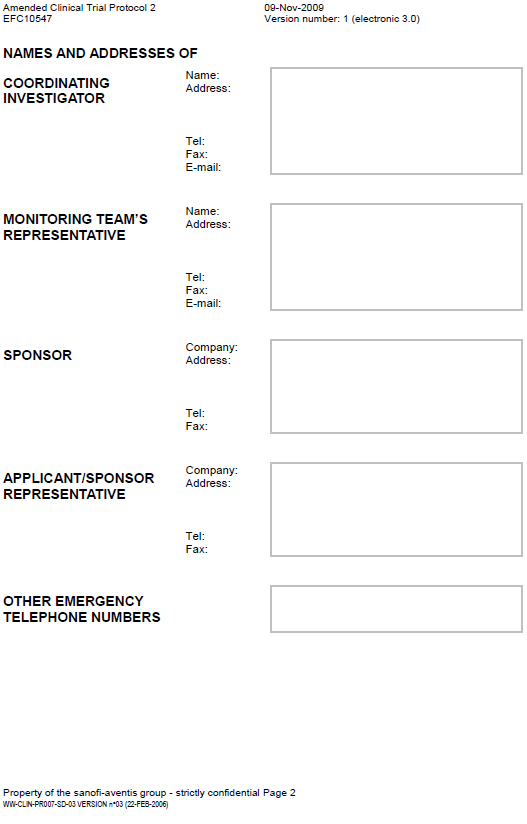 Amended Clinical Trial Protocol 2 09-Nov-2009
EFC10547 Version number: 1 (electronic 3.0)
NAMES AND ADDRESSES OF
COORDINATING INVESTIGATOR
Name:
Address:
Tel:
Fax:
E-mail:
MONITORING TEAM'S REPRESENTATIVE
Name:
Address:
Tel:
Fax:
E-mail:
SPONSOR
Company:
Address:
Tel:
Fax:
APPLICANT/SPONSOR REPRESENTATIVE
Company:
Address:
Tel:
Fax:
OTHER EMERGENCY
TELEPHONE NUMBERS
Property of the sanofi-aventis group - strictly confidential Page 2
WW-CLIN-PR007-SD-03 VERSION n°03 (22-FEB-2006)